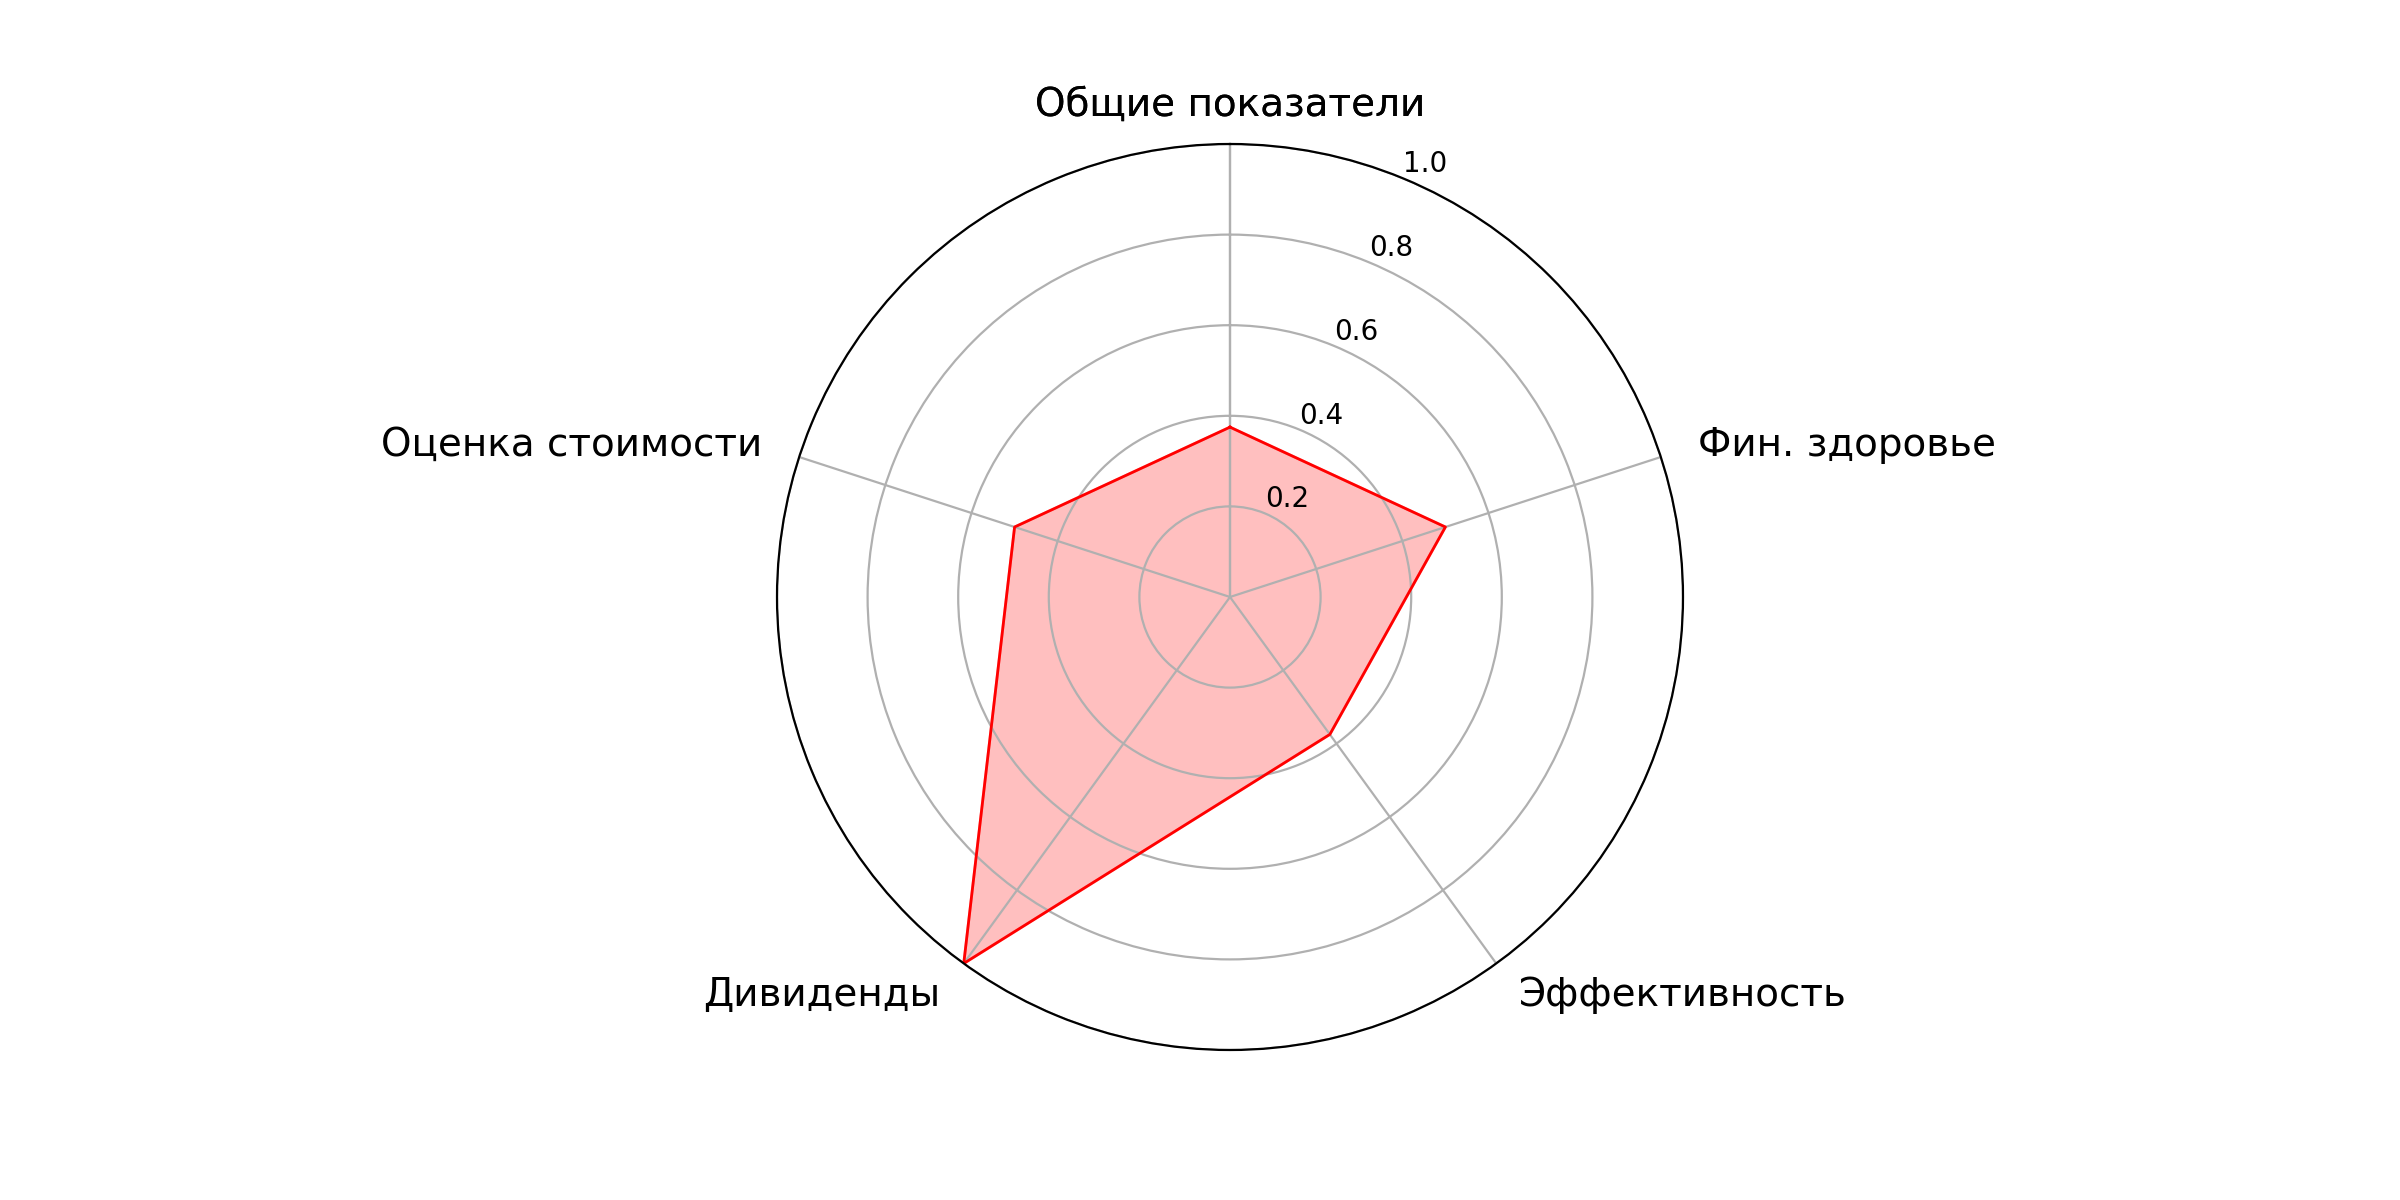 Общие показатели
1.0
0.8
0.6
0.4
0.2
Оценка стоимости
Фин. здоровье
Дивиденды
Эффективность